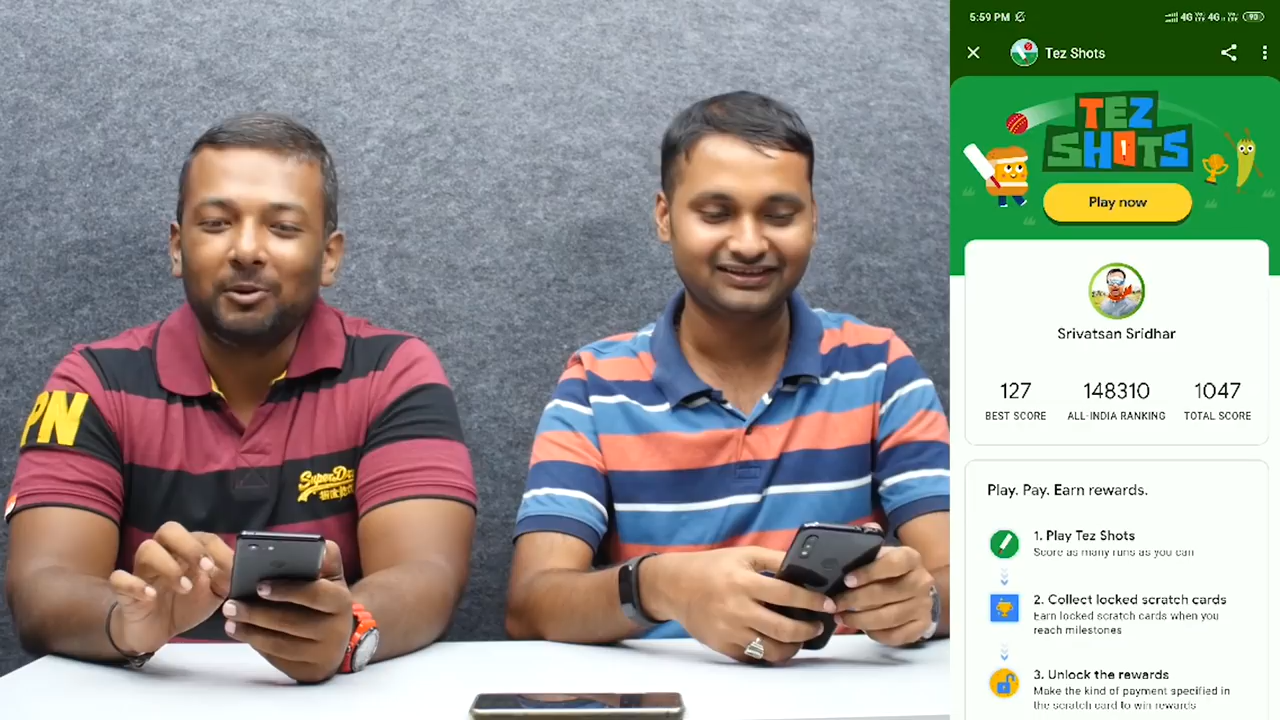 PN
SuperDry
5:59 PM
4G
4G
90
Tez Shots
TEZ
SHOTS
Play now
Srivatsan Sridhar
127
148310
1047
BEST SCORE
ALL-INDIA RANKING
TOTAL SCORE
Play. Pay. Earn rewards.
1. Play Tez Shots
Score as many runs as you can
2. Collect locked scratch cards
Earn locked scratch cards when you
reach milestones
3. Unlock the rewards
Make the kind of payment specified in
the scratch card to win rewards